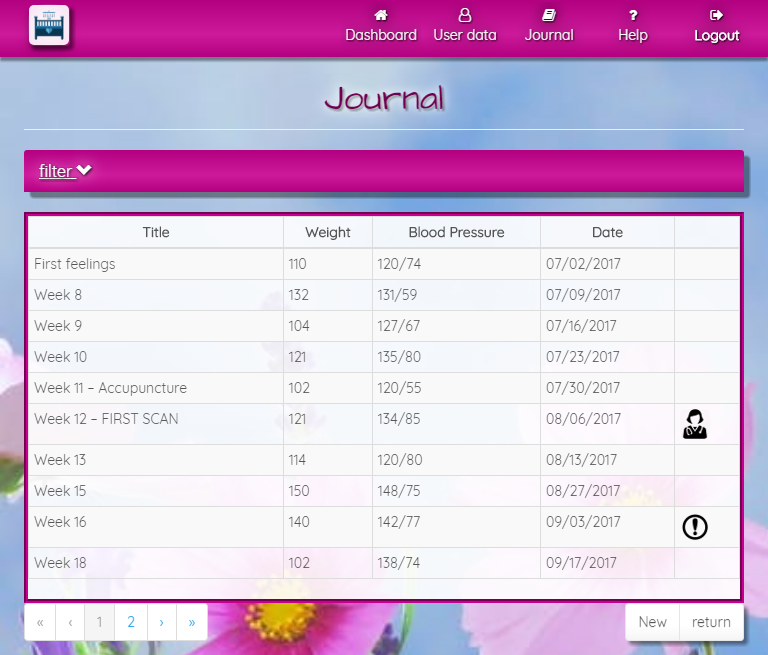 Dashboard User data Journal Help Logout
Journal
filter
Title Weight Blood Pressure Date
First feelings 110 120/74 07/02/2017
Week 8 132 131/59 07/09/2017
Week 9 104 127/67 07/16/2017
Week 10 121 135/80 07/23/2017
Week 11 – Accupuncture 102 120/55 07/30/2017
Week 12 – FIRST SCAN 121 134/85 08/06/2017
Week 13 114 120/80 08/13/2017
Week 15 150 148/75 08/27/2017
Week 16 140 142/77 09/03/2017
Week 18 102 138/74 09/17/2017
« ‹ 1 2 › » New return